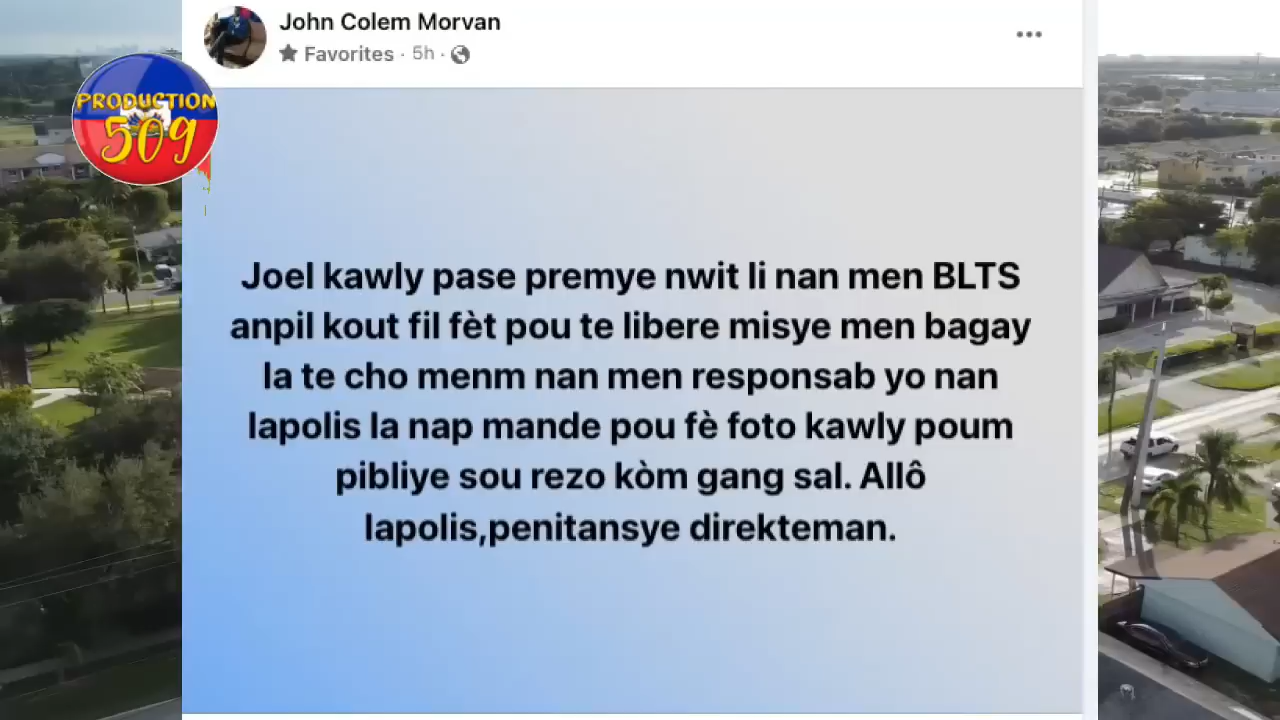 John Colem Morvan
Favorites · 5h ·
PRODUCTION
509
Joel kawly pase premye nwit li nan men BLTS
anpil kout fil fèt pou te libere misye men bagay
la te cho menm nan men responsab yo nan
lapolis la nap mande pou fè foto kawly poum
pibliye sou rezo kòm gang sal. Allô
lapolis,penitansye direkteman.